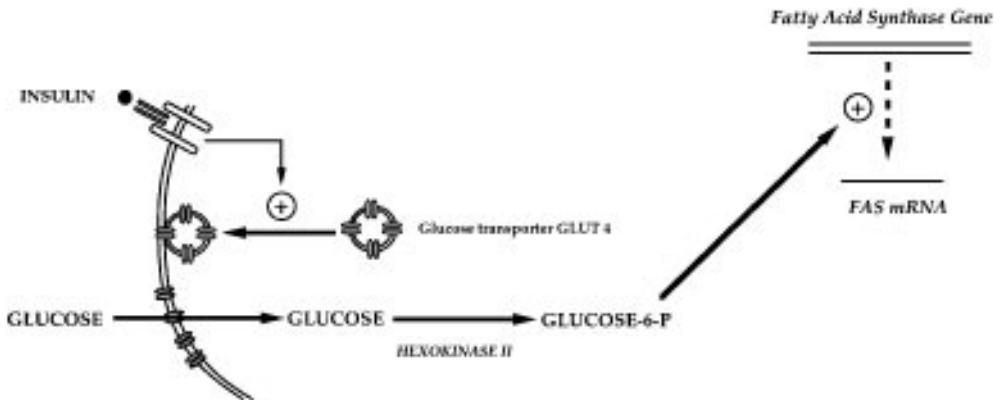 Fatty Acid Synthase Gene
INSULIN
+
+
FAS mRNA
Glucose transporter GLUT 4
GLUCOSE
GLUCOSE
GLUCOSE-6-P
HEXOKINASE II